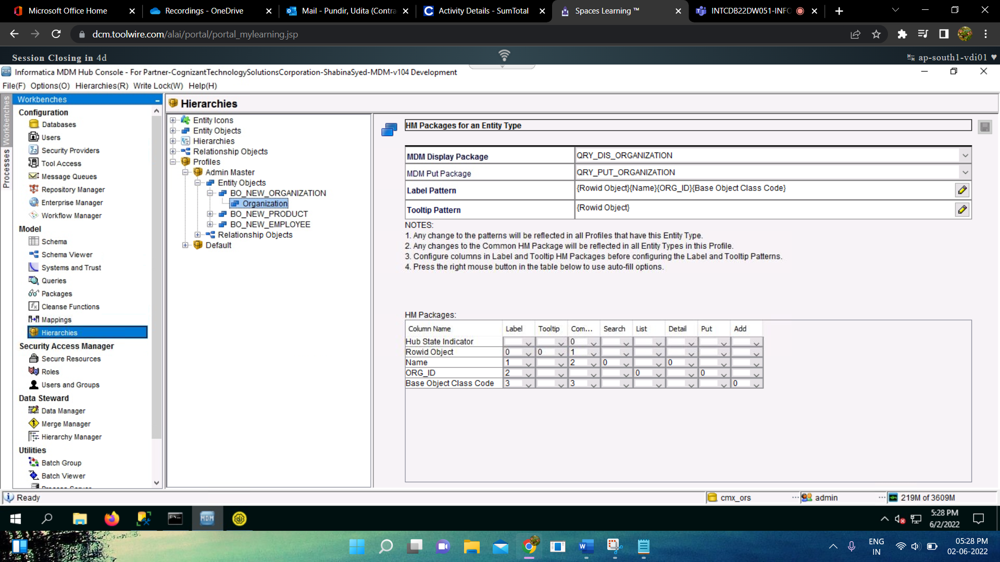 Microsoft Office Home
Recordings - OneDrive
Mail - Pundir, Udita (Contra
Activity Details - SumTotal
Spaces Learning ™
INTCDB22DW051-INFO
dcm.toolwire.com/alai/portal/portal_mylearning.jsp
Session Closing in 4d
ap-south1-vdi01
Informatica MDM Hub Console - For Partner-CognizantTechnologySolutionsCorporation-ShabinaSyed-MDM-v104 Development
File(F) Options(O) Hierarchies(R) Write Lock(W) Help(H)
Workbenches
Processes
Workbenches
Configuration
Databases
Users
Security Providers
Tool Access
Message Queues
Repository Manager
Enterprise Manager
Workflow Manager
Model
Schema
Schema Viewer
Systems and Trust
Queries
Packages
Cleanse Functions
Mappings
Hierarchies
Security Access Manager
Secure Resources
Roles
Users and Groups
Data Steward
Data Manager
Merge Manager
Hierarchy Manager
Utilities
Batch Group
Batch Viewer
Hierarchies
Entity Icons
Entity Objects
Hierarchies
Relationship Objects
Profiles
Admin Master
Entity Objects
BO_NEW_ORGANIZATION
Organization
BO_NEW_PRODUCT
BO_NEW_EMPLOYEE
Relationship Objects
Default
HM Packages for an Entity Type
MDM Display Package QRY_DIS_ORGANIZATION
MDM Put Package QRY_PUT_ORGANIZATION
Label Pattern {Rowid Object}{Name}{ORG_ID}{Base Object Class Code}
Tooltip Pattern {Rowid Object}
NOTES:
1. Any change to the patterns will be reflected in all Profiles that have this Entity Type.
2. Any changes to the Common HM Package will be reflected in all Entity Types in this Profile.
3. Configure columns in Label and Tooltip HM Packages before configuring the Label and Tooltip Patterns.
4. Press the right mouse button in the table below to use auto-fill options.
HM Packages:
Column Name Label Tooltip Com... Search List Detail Put Add
Hub State Indicator 0
Rowid Object 0 0 1
Name 1 2 0 0
ORG_ID 2 0 0
Base Object Class Code 3 3 0
Ready
cmx_ors
admin
219M of 3609M
MDM
5:28 PM
6/2/2022
ENG
IN
05:28 PM
02-06-2022